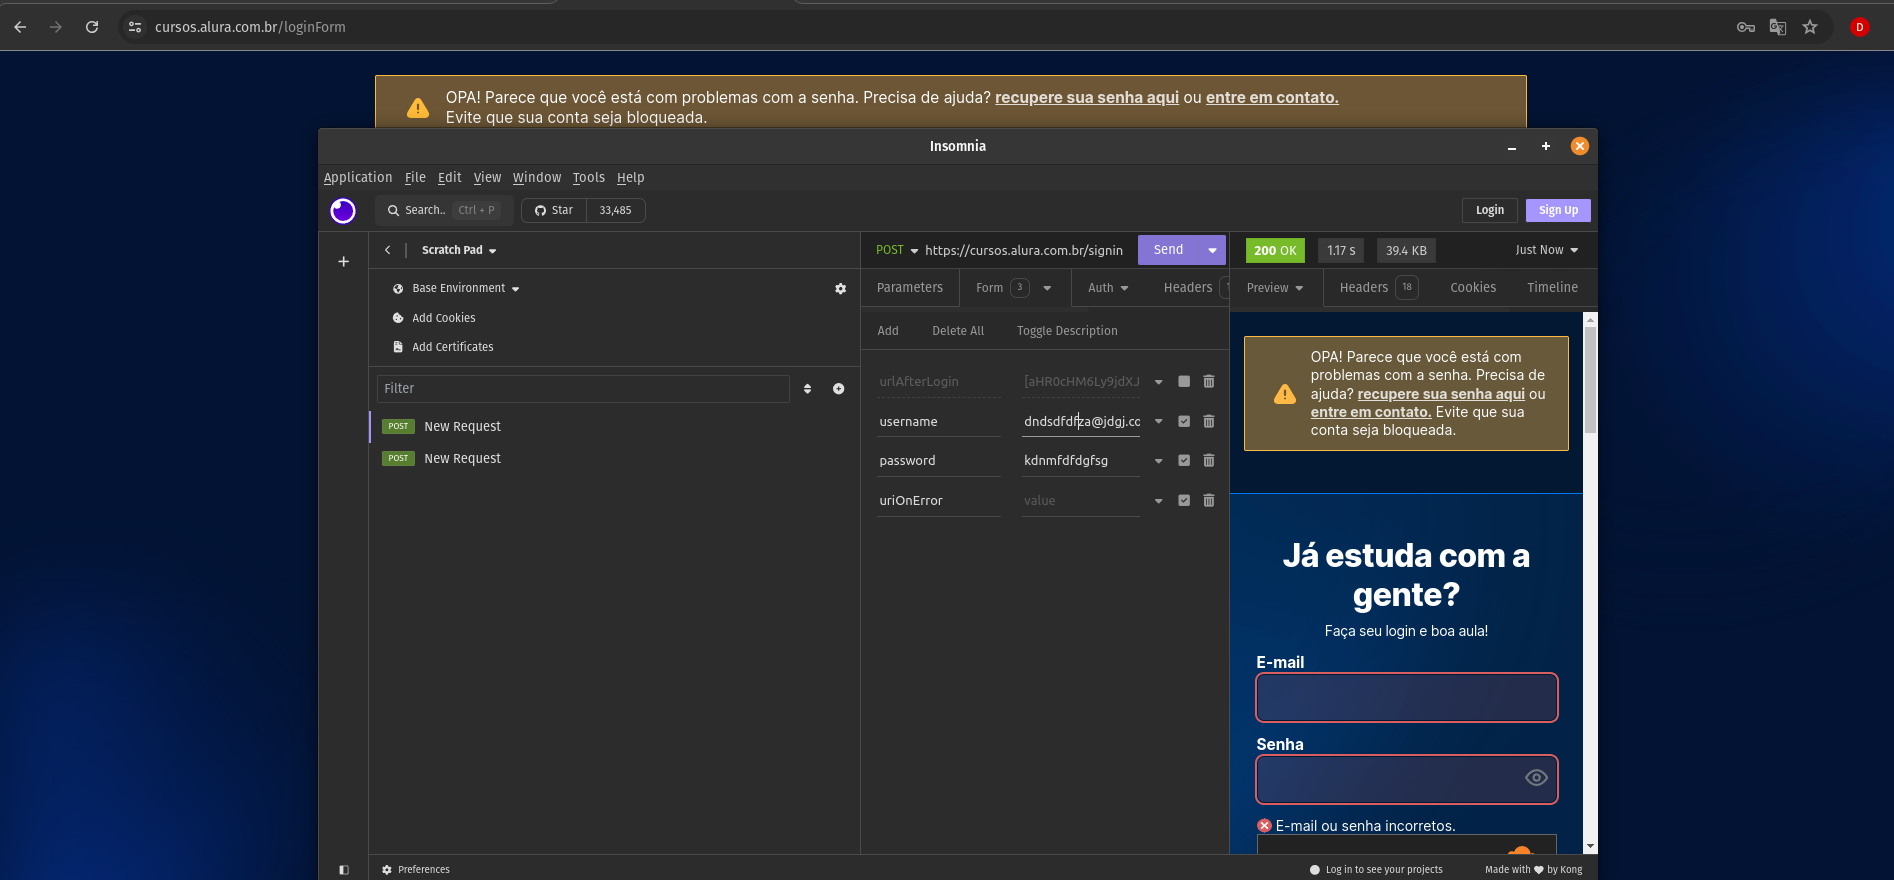 cursos.alura.com.br/loginForm
D
OPA! Parece que você está com problemas com a senha. Precisa de ajuda? recupere sua senha aqui ou entre em contato.
Evite que sua conta seja bloqueada.
Insomnia
Application File Edit View Window Tools Help
Search.. Ctrl + P Star 33,485 Login Sign Up
Scratch Pad
Base Environment
Add Cookies
Add Certificates
Filter
POST New Request
POST New Request
POST https://cursos.alura.com.br/signin Send
Parameters Form 3 Auth Headers
Add Delete All Toggle Description
urlAfterLogin [aHR0cHM6Ly9jdXJ
username dndsdfdfza@jdgj.co
password kdnmfdfdgfsg
uriOnError value
200 OK 1.17 s 39.4 KB Just Now
Preview Headers 18 Cookies Timeline
OPA! Parece que você está com
problemas com a senha. Precisa de
ajuda? recupere sua senha aqui ou
entre em contato. Evite que sua
conta seja bloqueada.
Já estuda com a
gente?
Faça seu login e boa aula!
E-mail
Senha
E-mail ou senha incorretos.
Preferences
Log in to see your projects
Made with ♥ by Kong